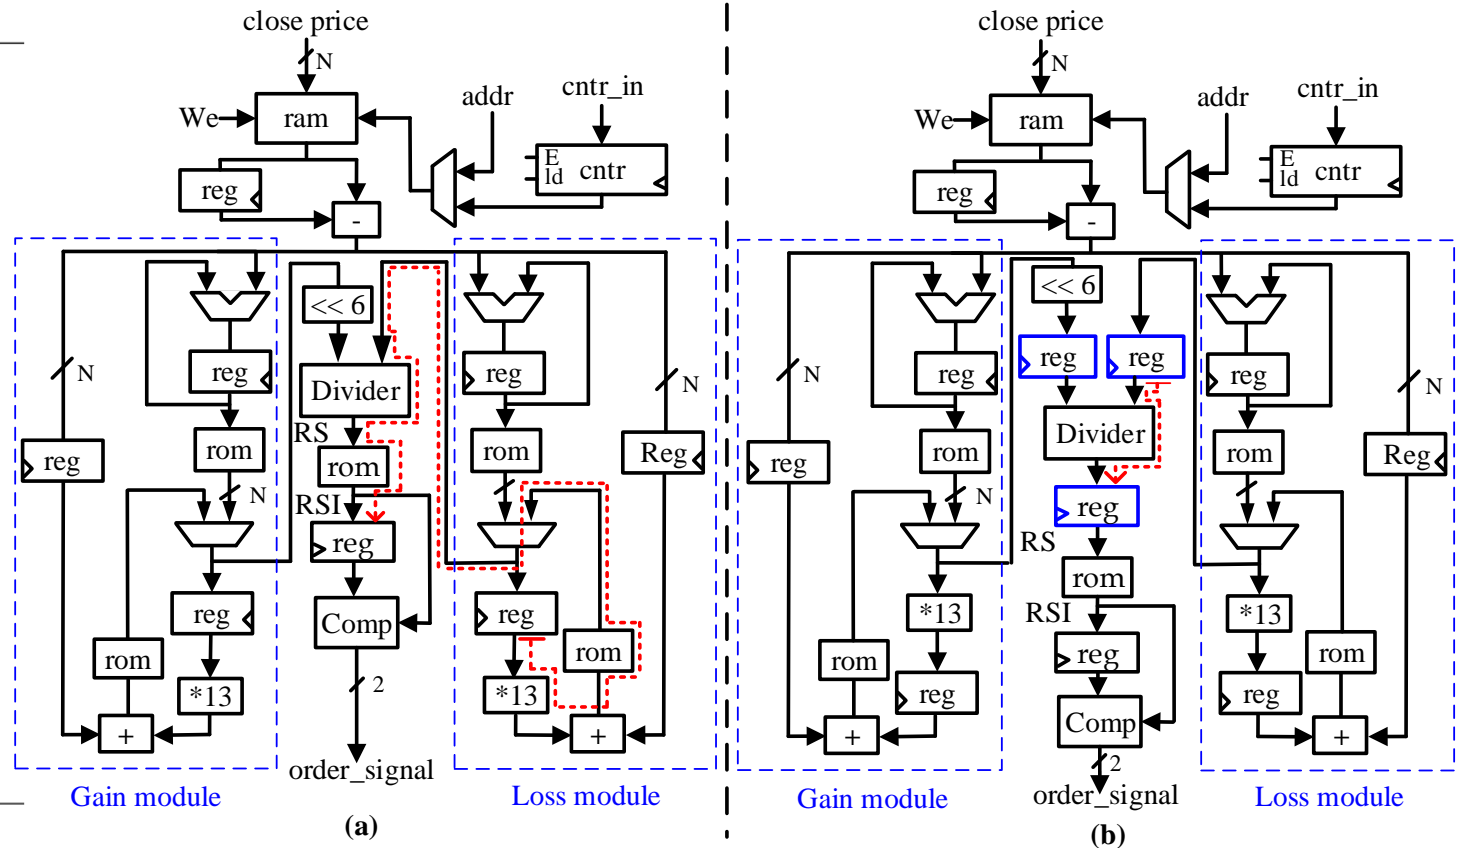 close price
N
We
ram
addr
cntr_in
E
ld
cntr
reg
-
<< 6
N
reg
Divider
reg
N
RS
reg
rom
rom
rom
Reg
N
RSI
reg
reg
Comp
reg
rom
rom
*13
2
*13
+
+
order_signal
Gain module
Loss module
(a)
close price
N
We
ram
addr
cntr_in
E
ld
cntr
reg
-
<< 6
N
reg
reg
reg
reg
N
Divider
reg
rom
rom
Reg
N
reg
RS
rom
*13
*13
RSI
rom
reg
rom
reg
reg
Comp
+
+
2
order_signal
Gain module
Loss module
(b)